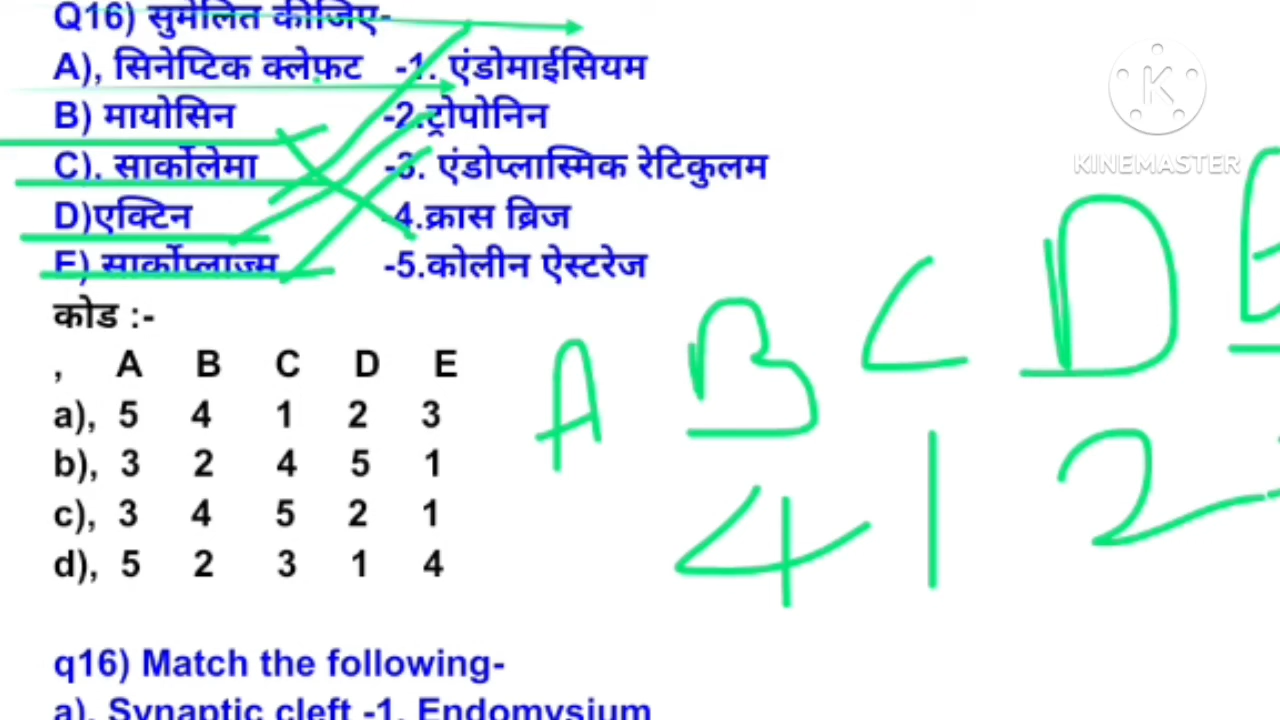 Q16) सुमेलित कीजिए-
A), सिनेप्टिक क्लेफ्ट -1. एंडोमाईसियम
B) मायोसिन -2.ट्रोपोनिन
C). सार्कोलेमा -3. एंडोप्लास्मिक रेटिकुलम
D)एक्टिन -4.क्रास ब्रिज
E) सार्कोप्लाज्म -5.कोलीन ऐस्टरेज
कोड :-
, A B C D E
a), 5 4 1 2 3
b), 3 2 4 5 1
c), 3 4 5 2 1
d), 5 2 3 1 4
A B C D E
4 1 2
q16) Match the following-
a). Synaptic cleft -1. Endomysium
KINEMASTER